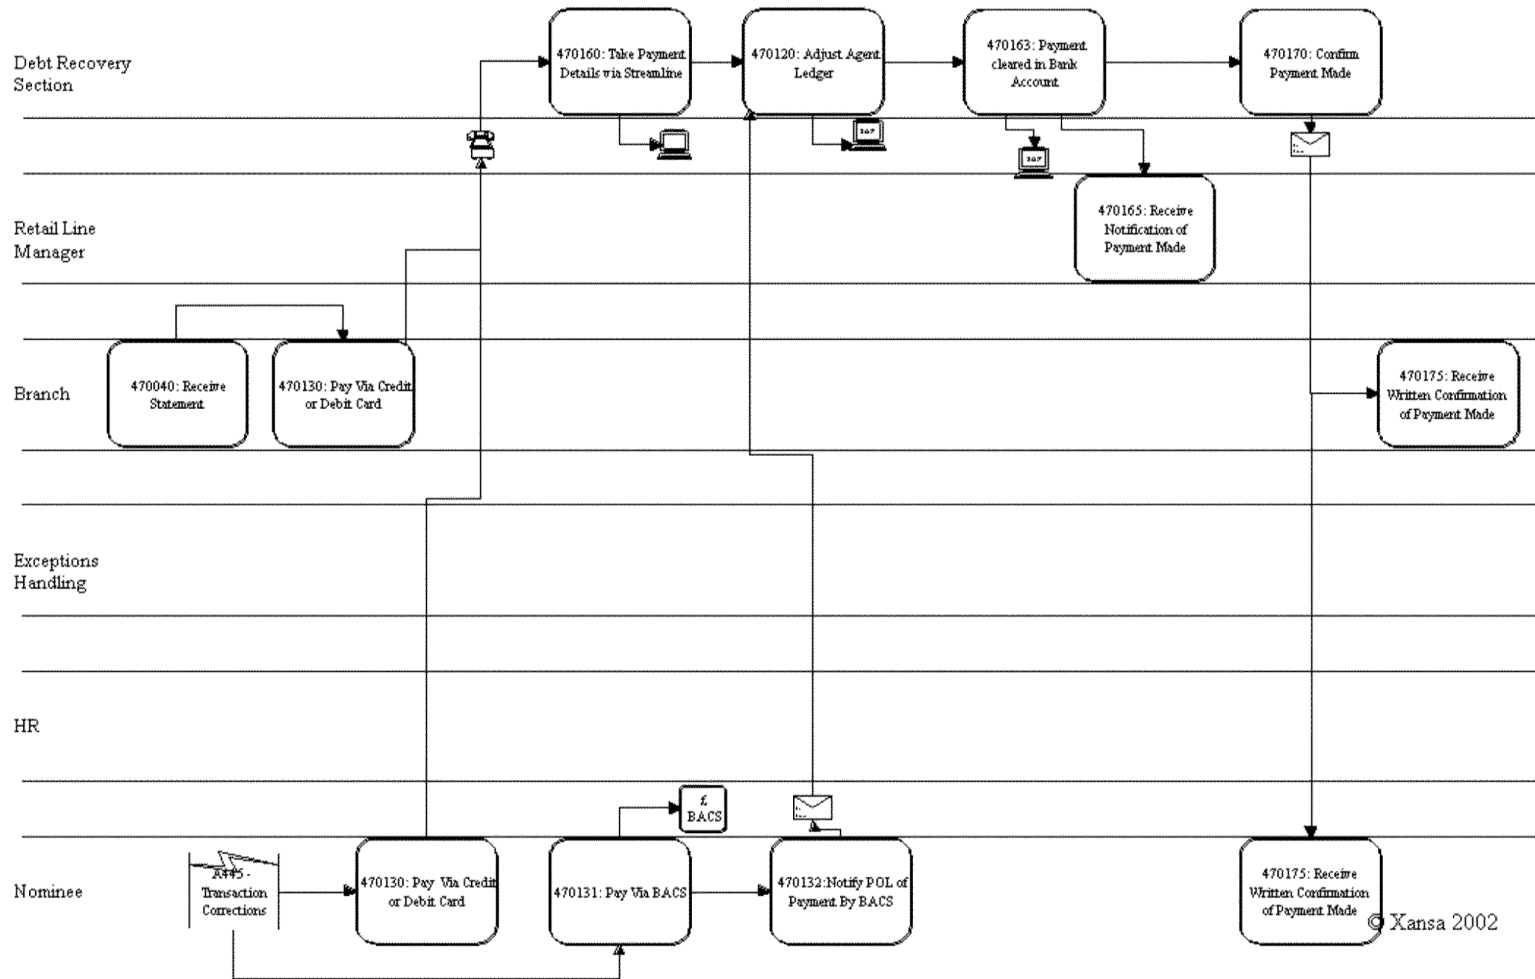 Debt Recovery
Section
470160: Take Payment
Details via Streamline
470120: Adjust Agent
Ledger
470163: Payment
cleared in Bank
Account
470170: Confirm
Payment Made
Retail Line
Manager
470165: Receive
Notification of
Payment Made
Branch
470040: Receive
Statement
470130: Pay Via Credit
or Debit Card
470175: Receive
Written Confirmation
of Payment Made
Exceptions
Handling
HR
£
BACS
Nominee
A445 -
Transaction
Corrections
470130: Pay Via Credit
or Debit Card
470131: Pay Via BACS
470132:Notify POL of
Payment By BACS
470175: Receive
Written Confirmation
of Payment Made
© Xansa 2002